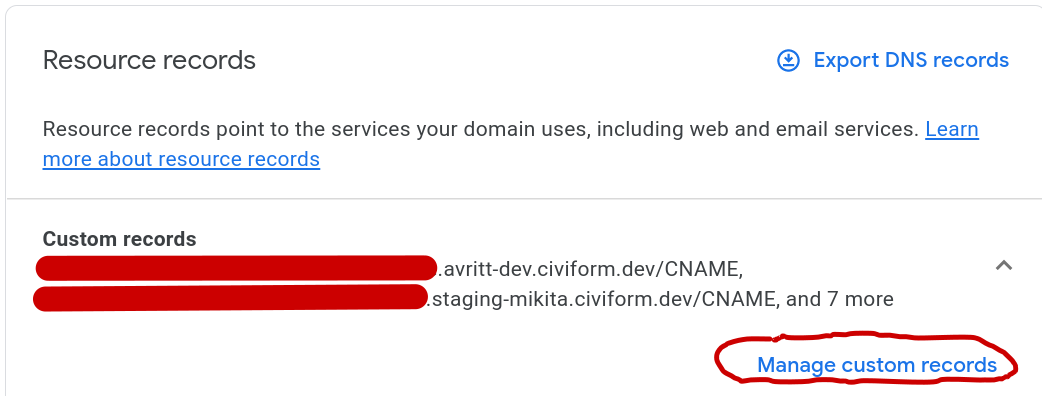 Resource records
Export DNS records
Resource records point to the services your domain uses, including web and email services. Learn
more about resource records
Custom records
.avritt-dev.civiform.dev/CNAME,
.staging-mikita.civiform.dev/CNAME, and 7 more
Manage custom records